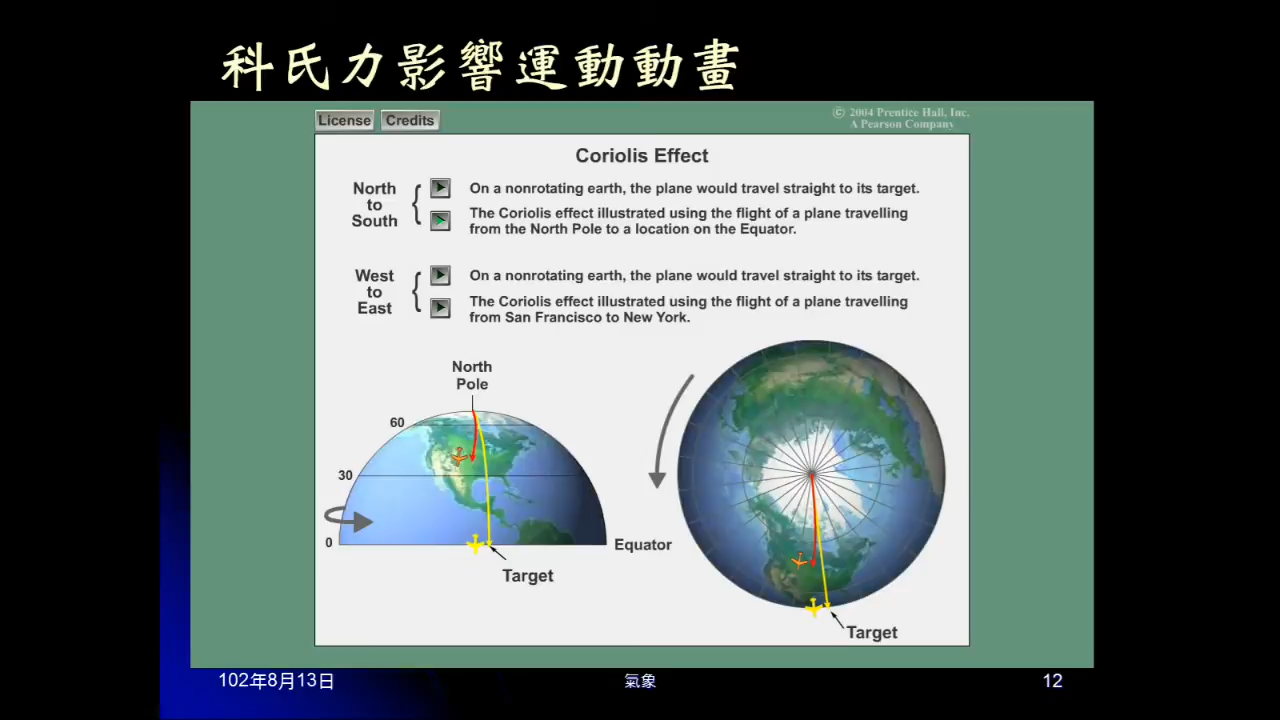 科氏力影響運動動畫
License Credits
© 2004 Prentice Hall, Inc.
A Pearson Company
Coriolis Effect
North
to
South
On a nonrotating earth, the plane would travel straight to its target.
The Coriolis effect illustrated using the flight of a plane travelling
from the North Pole to a location on the Equator.
West
to
East
On a nonrotating earth, the plane would travel straight to its target.
The Coriolis effect illustrated using the flight of a plane travelling
from San Francisco to New York.
North
Pole
60
30
0
Equator
Target
Target
102年8月13日
氣象
12